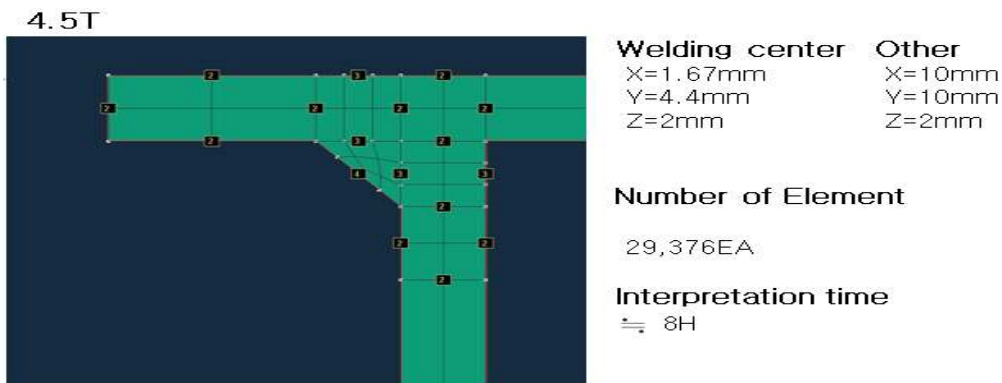 4.5T
Welding center Other
X=1.67mm X=10mm
Y=4.4mm Y=10mm
Z=2mm Z=2mm
2 3 2
2 2 2 2
2 3 2
4 3 3
2
2 2
2
Number of Element
29,376EA
Interpretation time
≒ 8H